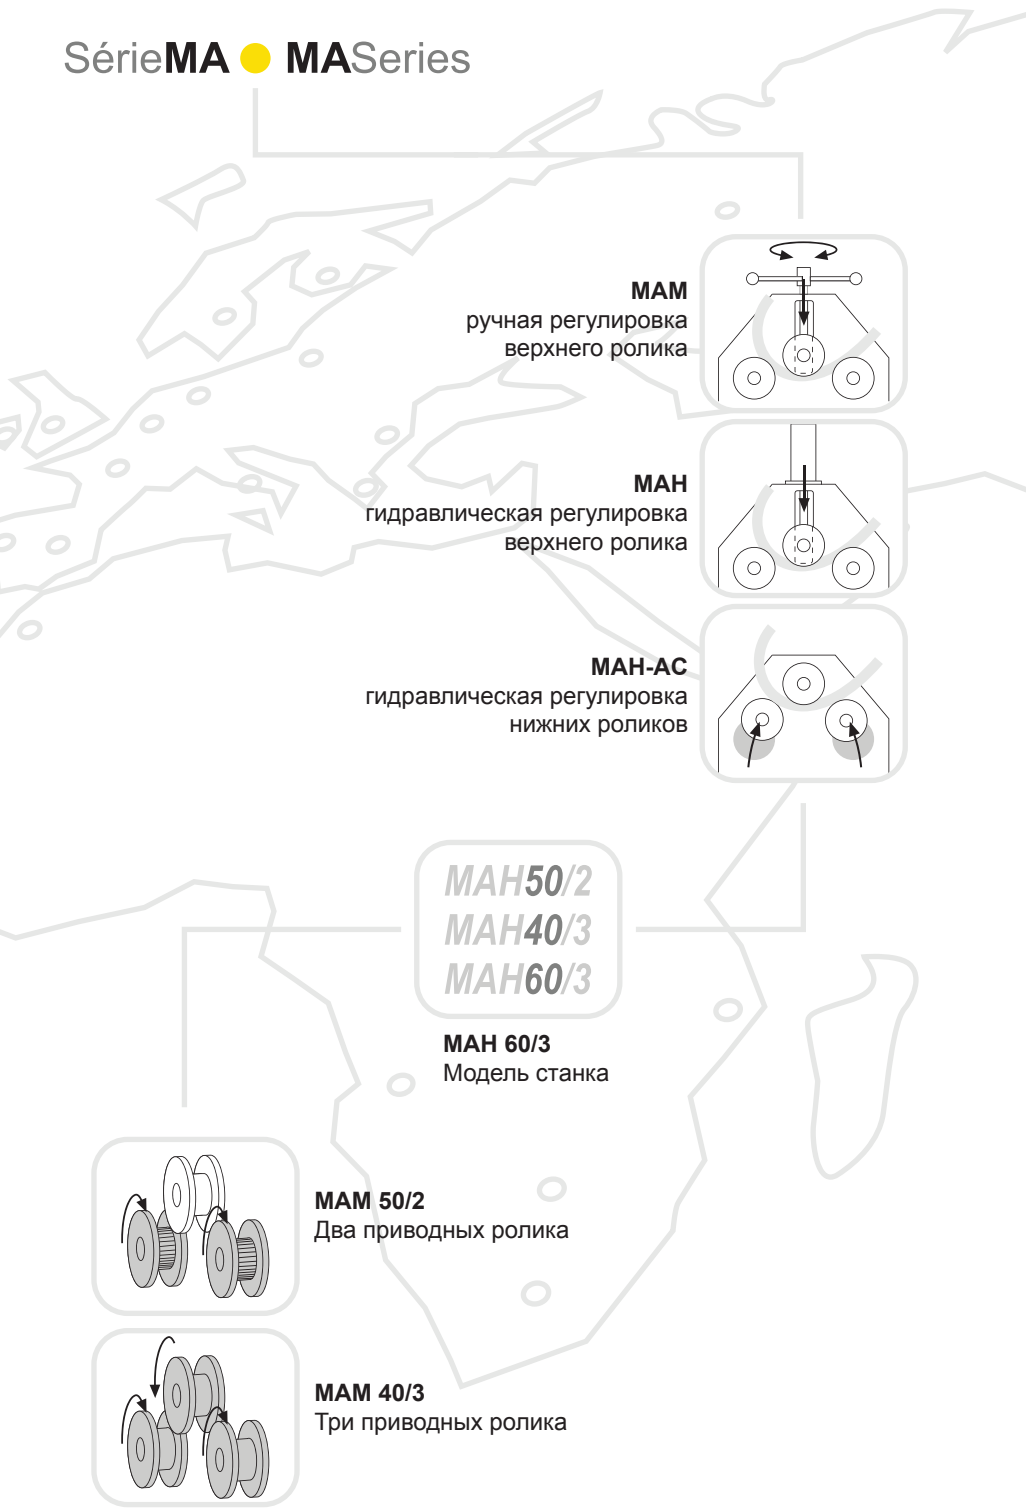 SérieMA MASeries
MAM
ручная регулировка
верхнего ролика
MAH
гидравлическая регулировка
верхнего ролика
MAH-AC
гидравлическая регулировка
нижних роликов
MAH50/2
MAH40/3
MAH60/3
MAH 60/3
Модель станка
MAM 50/2
Два приводных ролика
MAM 40/3
Три приводных ролика